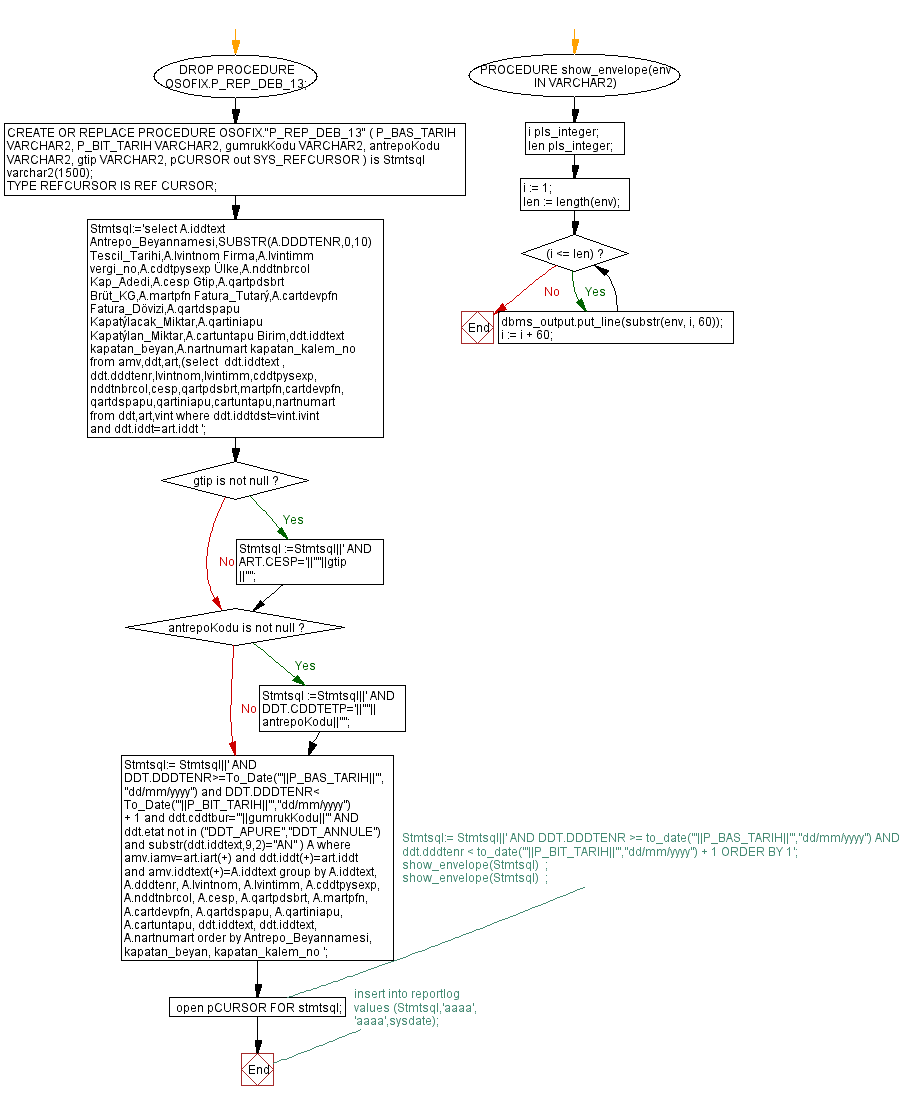 DROP PROCEDURE
OSOFIX.P_REP_DEB_13;
CREATE OR REPLACE PROCEDURE OSOFIX."P_REP_DEB_13" ( P_BAS_TARIH
VARCHAR2, P_BIT_TARIH VARCHAR2, gumrukKodu VARCHAR2, antrepoKodu
VARCHAR2, gtip VARCHAR2, pCURSOR out SYS_REFCURSOR ) is Stmtsql
varchar2(1500);
TYPE REFCURSOR IS REF CURSOR;
Stmtsql:='select A.iddtext
Antrepo_Beyannamesi,SUBSTR(A.DDDTENR,0,10)
Tescil_Tarihi,A.lvintnom Firma,A.lvintimm
vergi_no,A.cddtpysexp Ülke,A.nddtnbrcol
Kap_Adedi,A.cesp Gtip,A.qartpdsbrt
Brüt_KG,A.martpfn Fatura_Tutarý,A.cartdevpfn
Fatura_Dövizi,A.qartdspapu
Kapatýlacak_Miktar,A.qartiniapu
Kapatýlan_Miktar,A.cartuntapu Birim,ddt.iddtext
kapatan_beyan,A.nartnumart kapatan_kalem_no
from amv,ddt,art,(select  ddt.iddtext ,
ddt.dddtenr,lvintnom,lvintimm,cddtpysexp,
nddtnbrcol,cesp,qartpdsbrt,martpfn,cartdevpfn,
qartdspapu,qartiniapu,cartuntapu,nartnumart
from ddt,art,vint where ddt.iddtdst=vint.ivint
and ddt.iddt=art.iddt ';
gtip is not null ?
Yes
No
Stmtsql :=Stmtsql||' AND
ART.CESP='||""||gtip
||"";
antrepoKodu is not null ?
Yes
No
Stmtsql :=Stmtsql||' AND
DDT.CDDTETP='||""||
antrepoKodu||"";
Stmtsql:= Stmtsql||' AND
DDT.DDDTENR>=To_Date("'||P_BAS_TARIH||'",
"dd/mm/yyyy") and DDT.DDDTENR<
To_Date("'||P_BIT_TARIH||'","dd/mm/yyyy")
+ 1 and ddt.cddtbur="'||gumrukKodu||'" AND
ddt.etat not in ("DDT_APURE","DDT_ANNULE")
and substr(ddt.iddtext,9,2)="AN" ) A where
amv.iamv=art.iart(+) and ddt.iddt(+)=art.iddt
and amv.iddtext(+)=A.iddtext group by A.iddtext,
A.dddtenr, A.lvintnom, A.lvintimm, A.cddtpysexp,
A.nddtnbrcol, A.cesp, A.qartpdsbrt, A.martpfn,
A.cartdevpfn, A.qartdspapu, A.qartiniapu,
A.cartuntapu, ddt.iddtext, ddt.iddtext,
A.nartnumart order by Antrepo_Beyannamesi,
kapatan_beyan, kapatan_kalem_no ';
Stmtsql:= Stmtsql||' AND DDT.DDDTENR >= to_date("'||P_BAS_TARIH||'","dd/mm/yyyy") AND
ddt.dddtenr < to_date("'||P_BIT_TARIH||'","dd/mm/yyyy") + 1 ORDER BY 1';
show_envelope(Stmtsql)  ;
show_envelope(Stmtsql)  ;
open pCURSOR FOR stmtsql;
insert into reportlog
values (Stmtsql,'aaaa',
'aaaa',sysdate);
End
PROCEDURE show_envelope(env
IN VARCHAR2)
i pls_integer;
len pls_integer;
i := 1;
len := length(env);
(i <= len) ?
No
Yes
End
dbms_output.put_line(substr(env, i, 60));
i := i + 60;